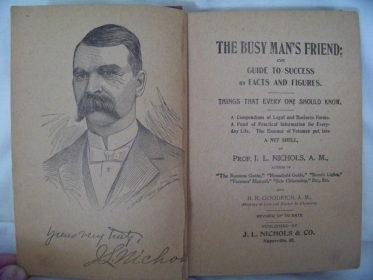 Yours very truly,
J. L. Nichols
THE BUSY MAN'S FRIEND;
OR
GUIDE TO SUCCESS
BY FACTS AND FIGURES.
THINGS THAT EVERY ONE SHOULD KNOW.
A Compendium of Legal and Business Forms.
A Fund of Practical Information for Every-
day Life. The Essence of Volumes put into
A NUT SHELL,
BY
PROF. J. L. NICHOLS, A. M.,
AUTHOR OF
"The Business Guide," "Household Guide,"
"Farmers' Manual," "Safe Citizenship," Etc., Etc.
AND
H. H. GOODRICH, A. M.,
REVISED UP TO DATE
PUBLISHED BY
J. L. NICHOLS & CO.
Naperville, Ill.